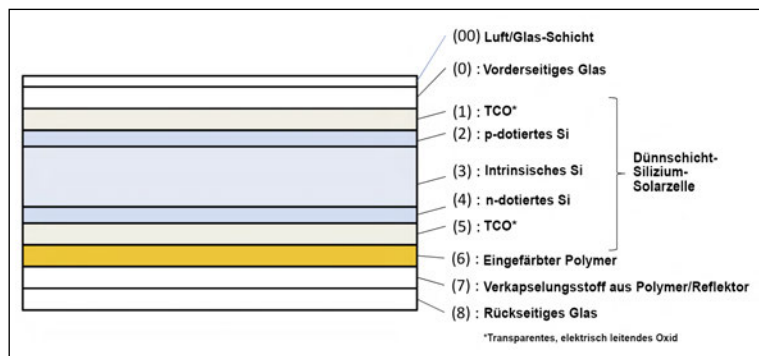 (00) Luft/Glas-Schicht
(0) : Vorderseitiges Glas
(1) : TCO*
(2) : p-dotiertes Si
(3) : Intrinsisches Si
(4) : n-dotiertes Si
(5) : TCO*
Dünnschicht-
Silizium-
Solarzelle
(6) : Eingefärbter Polymer
(7) : Verkapselungsstoff aus Polymer/Reflektor
(8) : Rückseitiges Glas
*Transparentes, elektrisch leitendes Oxid